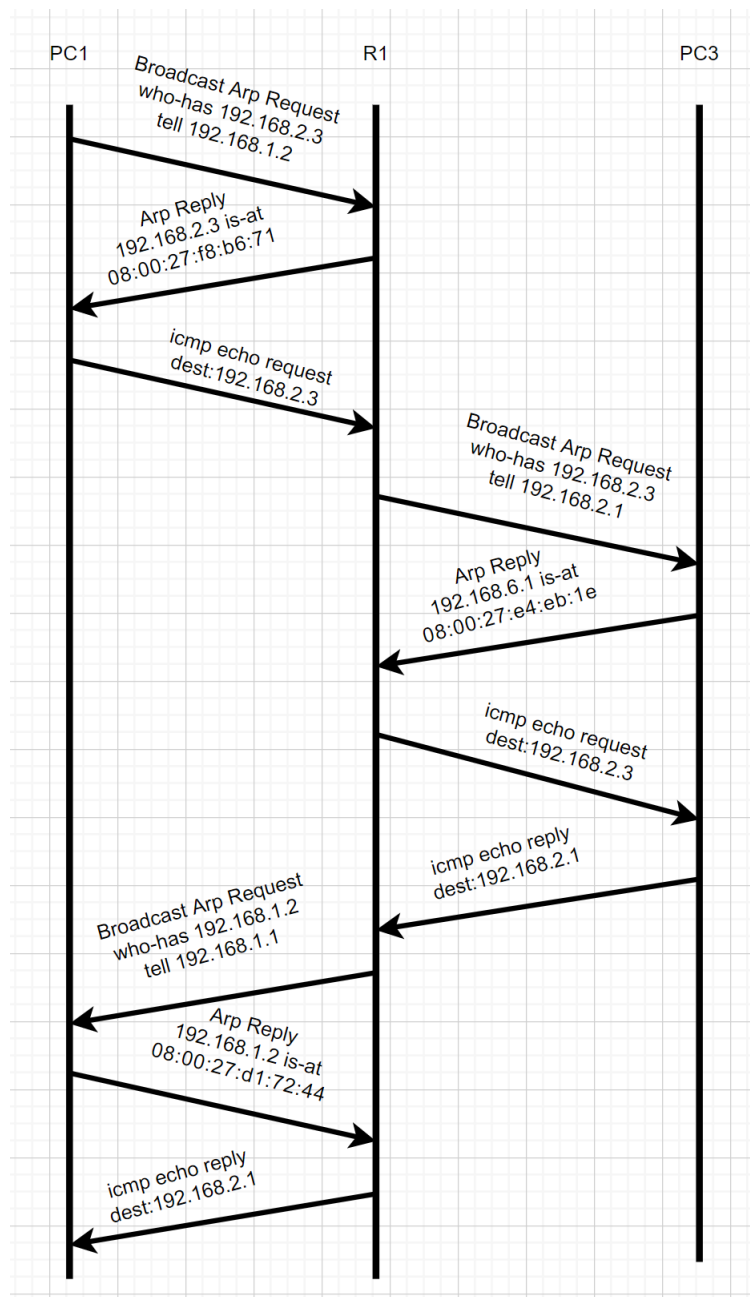 PC1
R1
PC3
Broadcast Arp Request
who-has 192.168.2.3
tell 192.168.1.2
Arp Reply
192.168.2.3 is-at
08:00:27:f8:b6:71
icmp echo request
dest:192.168.2.3
Broadcast Arp Request
who-has 192.168.2.3
tell 192.168.2.1
Arp Reply
192.168.6.1 is-at
08:00:27:e4:eb:1e
icmp echo request
dest:192.168.2.3
icmp echo reply
dest:192.168.2.1
Broadcast Arp Request
who-has 192.168.1.2
tell 192.168.1.1
Arp Reply
192.168.1.2 is-at
08:00:27:d1:72:44
icmp echo reply
dest:192.168.2.1